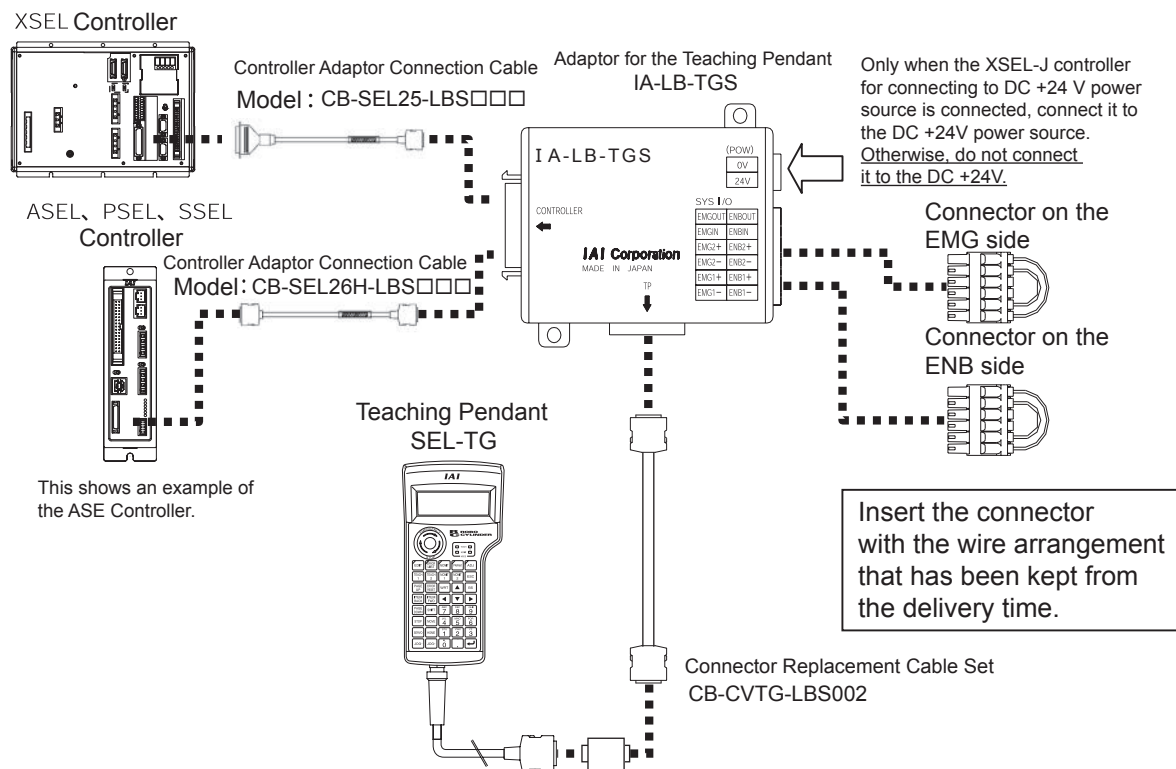 XSEL Controller
Controller Adaptor Connection Cable
Model : CB-SEL25-LBS□□□
Adaptor for the Teaching Pendant
IA-LB-TGS
Only when the XSEL-J controller
for connecting to DC +24 V power
source is connected, connect it to
the DC +24V power source.
Otherwise, do not connect
it to the DC +24V.
IA-LB-TGS
(POW)
0V
24V
SYS I/O
EMGOUT ENBOUT
EMGIN ENBIN
EMG2+ ENB2+
EMG2- ENB2-
EMG1+ ENB1+
EMG1- ENB1-
CONTROLLER
IAI Corporation
MADE IN JAPAN
TP
ASEL、PSEL、SSEL
Controller
Controller Adaptor Connection Cable
Model : CB-SEL26H-LBS□□□
IAI
Connector on the
EMG side
Connector on the
ENB side
This shows an example of
the ASE Controller.
Teaching Pendant
SEL-TG
IAI
ROBO
CYLINDER
Insert the connector
with the wire arrangement
that has been kept from
the delivery time.
Connector Replacement Cable Set
CB-CVTG-LBS002